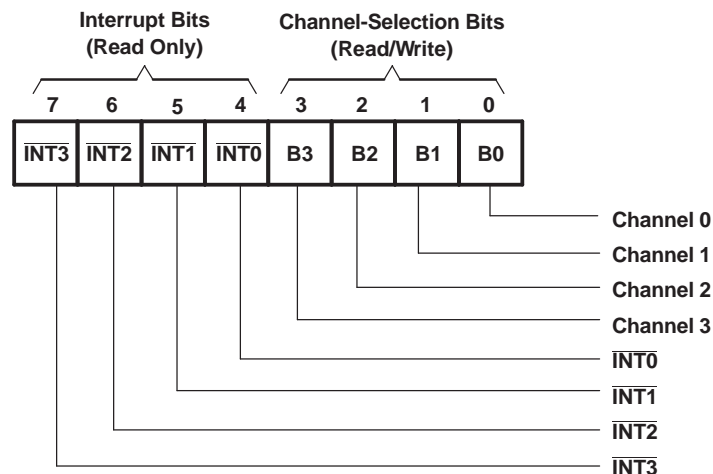 Interrupt Bits
(Read Only)
Channel-Selection Bits
(Read/Write)
7 6 5 4 3 2 1 0
INT3 INT2 INT1 INT0 B3 B2 B1 B0
Channel 0
Channel 1
Channel 2
Channel 3
INT0
INT1
INT2
INT3